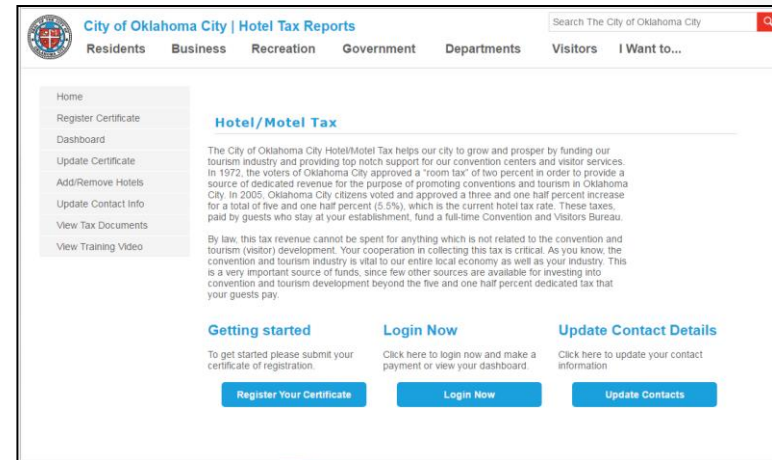 City of Oklahoma City | Hotel Tax Reports
Search The City of Oklahoma City
Residents Business Recreation Government Departments Visitors I Want to...
Home
Register Certificate
Dashboard
Update Certificate
Add/Remove Hotels
Update Contact Info
View Tax Documents
View Training Video
Hotel/Motel Tax
The City of Oklahoma City Hotel/Motel Tax helps our city to grow and prosper by funding our
tourism industry and providing top notch support for our convention centers and visitor services.
In 1972, the voters of Oklahoma City approved a "room tax" of two percent in order to provide a
source of dedicated revenue for the purpose of promoting conventions and tourism in Oklahoma
City. In 2005, Oklahoma City citizens voted and approved a three and one half percent increase
for a total of five and one half percent (5.5%), which is the current hotel tax rate. These taxes,
paid by guests who stay at your establishment, fund a full-time Convention and Visitors Bureau.
By law, this tax revenue cannot be spent for anything which is not related to the convention and
tourism (visitor) development. Your cooperation in collecting this tax is critical. As you know, the
convention and tourism industry is vital to our entire local economy as well as your industry. This
is a very important source of funds, since few other sources are available for investing into
convention and tourism development beyond the five and one half percent dedicated tax that
your guests pay.
Getting started
To get started please submit your
certificate of registration.
Register Your Certificate
Login Now
Click here to login now and make a
payment or view your dashboard.
Login Now
Update Contact Details
Click here to update your contact
information
Update Contacts